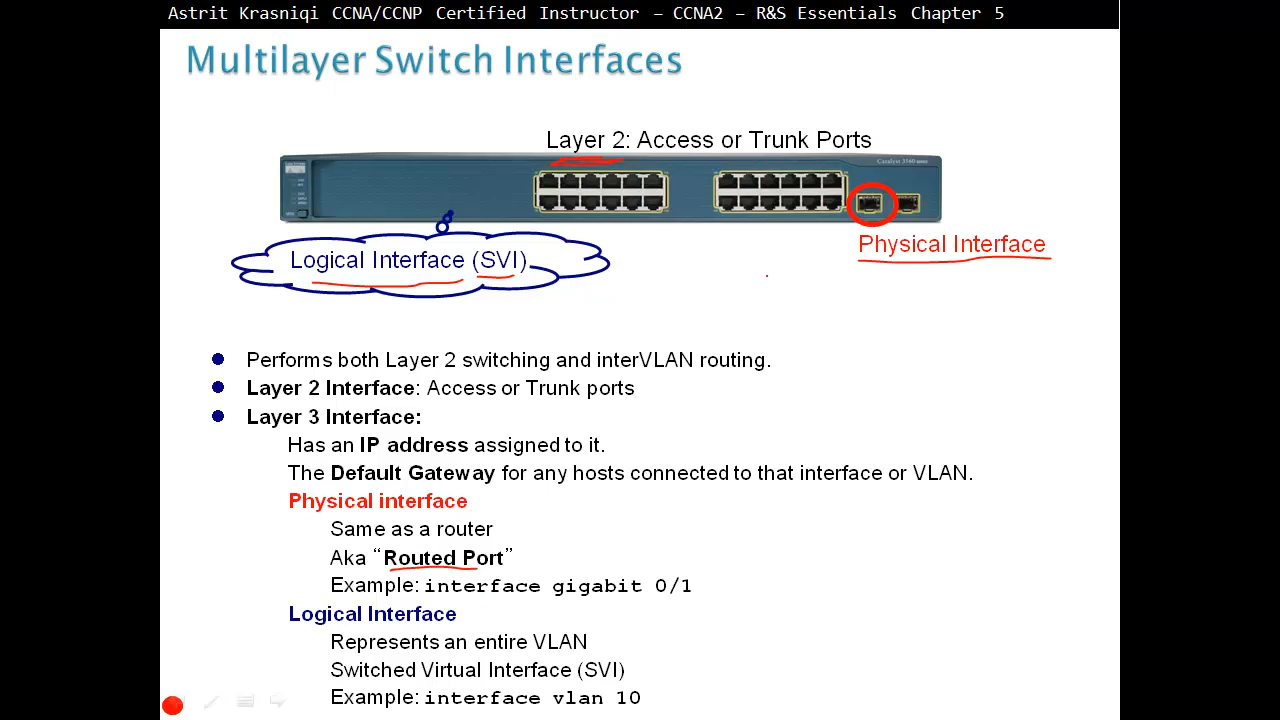 Astrit Krasniqi CCNA/CCNP Certified Instructor – CCNA2 – R&S Essentials Chapter 5
Multilayer Switch Interfaces
Layer 2: Access or Trunk Ports
Catalyst 3560
Logical Interface (SVI)
Physical Interface
Performs both Layer 2 switching and interVLAN routing.
Layer 2 Interface: Access or Trunk ports
Layer 3 Interface:
Has an IP address assigned to it.
The Default Gateway for any hosts connected to that interface or VLAN.
Physical interface
Same as a router
Aka “Routed Port”
Example: interface gigabit 0/1
Logical Interface
Represents an entire VLAN
Switched Virtual Interface (SVI)
Example: interface vlan 10